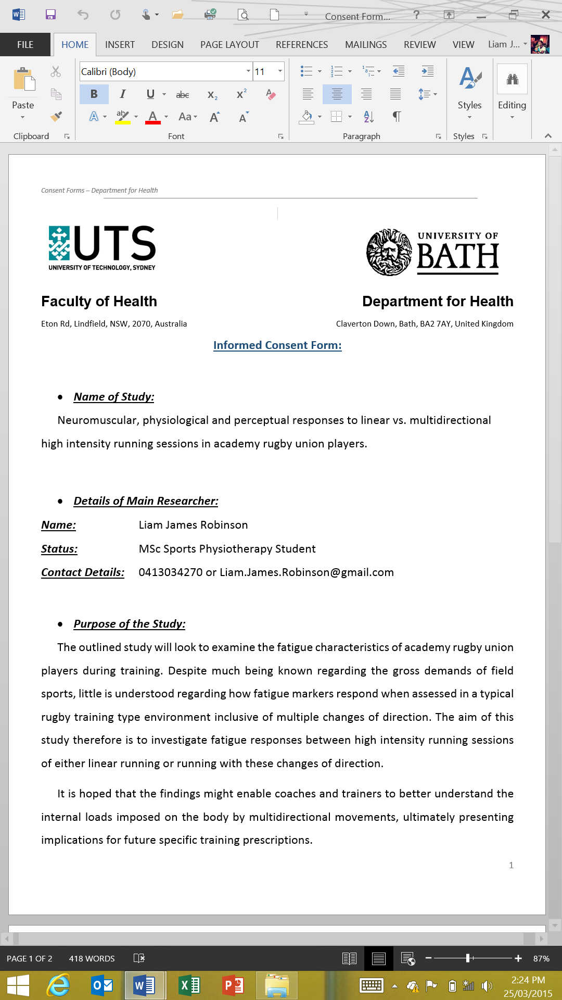 Consent Form...
?
FILE
HOME
INSERT
DESIGN
PAGE LAYOUT
REFERENCES
MAILINGS
REVIEW
VIEW
Liam J...
Paste
Calibri (Body)
11
B I U abc X2 X2
Aa A A
Styles
Editing
Clipboard
Font
Paragraph
Styles
Consent Forms – Department for Health
UTS
UNIVERSITY OF TECHNOLOGY, SYDNEY
UNIVERSITY OF
BATH
Faculty of Health
Department for Health
Eton Rd, Lindfield, NSW, 2070, Australia
Claverton Down, Bath, BA2 7AY, United Kingdom
Informed Consent Form:
• Name of Study:
Neuromuscular, physiological and perceptual responses to linear vs. multidirectional
high intensity running sessions in academy rugby union players.
• Details of Main Researcher:
Name: Liam James Robinson
Status: MSc Sports Physiotherapy Student
Contact Details: 0413034270 or Liam.James.Robinson@gmail.com
• Purpose of the Study:
The outlined study will look to examine the fatigue characteristics of academy rugby union
players during training. Despite much being known regarding the gross demands of field
sports, little is understood regarding how fatigue markers respond when assessed in a typical
rugby training type environment inclusive of multiple changes of direction. The aim of this
study therefore is to investigate fatigue responses between high intensity running sessions
of either linear running or running with these changes of direction.
It is hoped that the findings might enable coaches and trainers to better understand the
internal loads imposed on the body by multidirectional movements, ultimately presenting
implications for future specific training prescriptions.
1
PAGE 1 OF 2
418 WORDS
87%
2:24 PM
25/03/2015